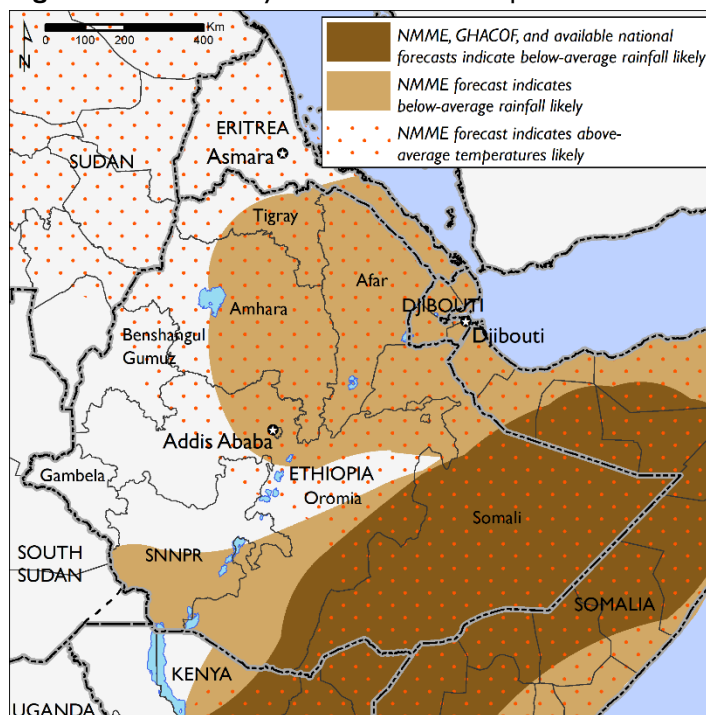 Km
0 100 200 400
N
NMME, GHACOF, and available national
forecasts indicate below-average rainfall likely
NMME forecast indicates
below-average rainfall likely
NMME forecast indicates above-
average temperatures likely
ERITREA
Asmara
SUDAN
Tigray
Afar
Amhara
DJIBOUTI
Djibouti
Benshangul
Gumuz
Addis Ababa
ETHIOPIA
Gambela
Oromia
Somali
SOUTH
SUDAN
SNNPR
SOMALIA
KENYA
UGANDA